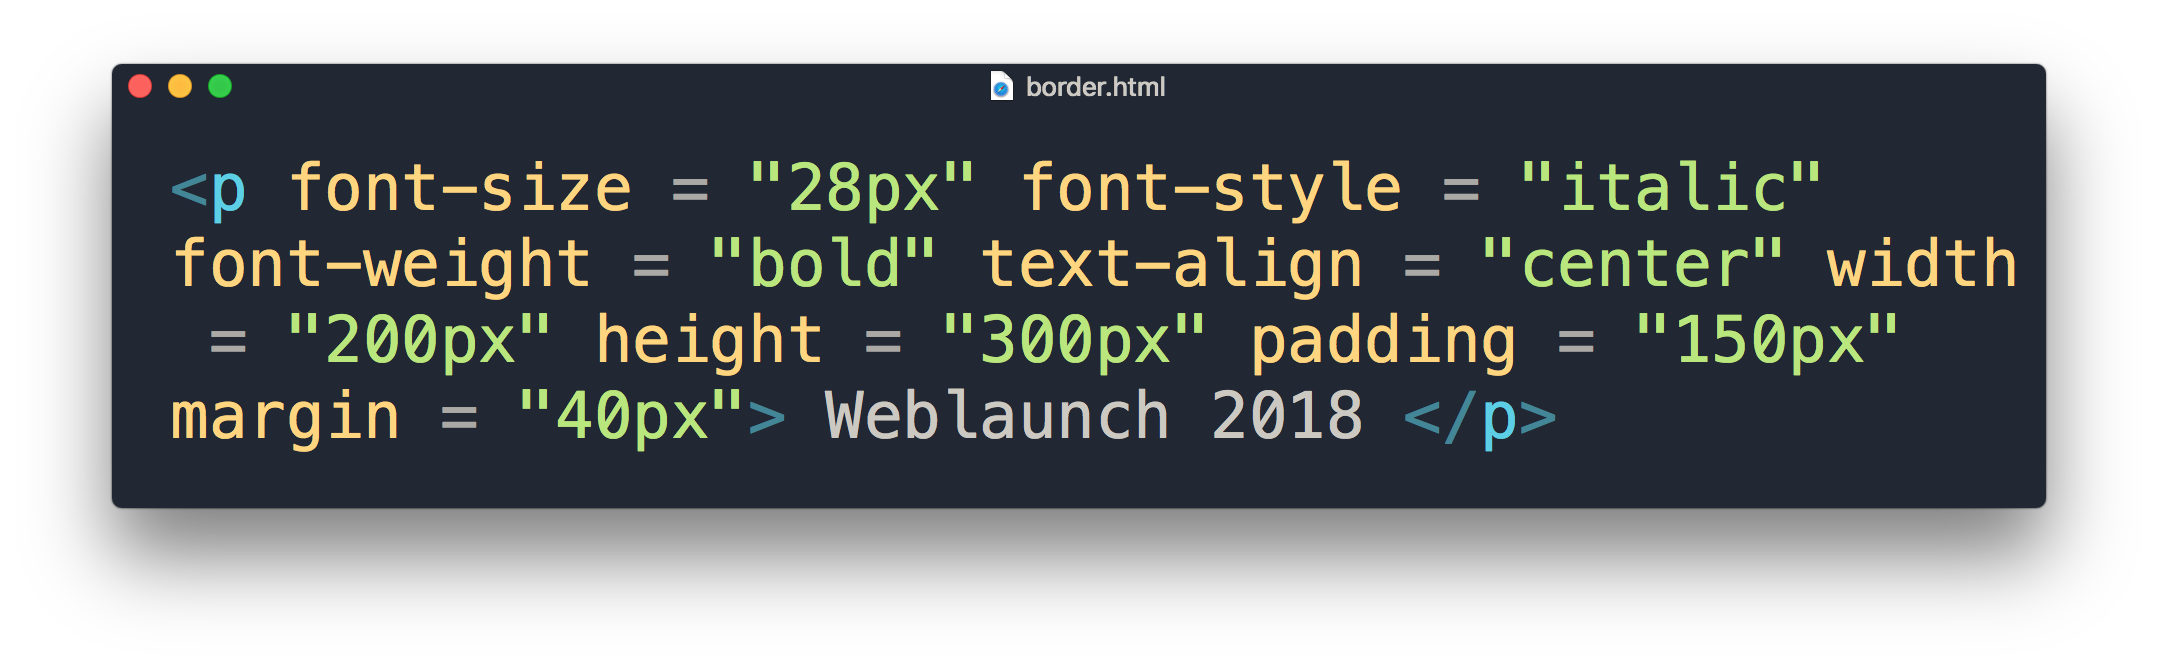 border.html
<p font-size = "28px" font-style = "italic"
font-weight = "bold" text-align = "center" width
= "200px" height = "300px" padding = "150px"
margin = "40px"> Weblaunch 2018 </p>